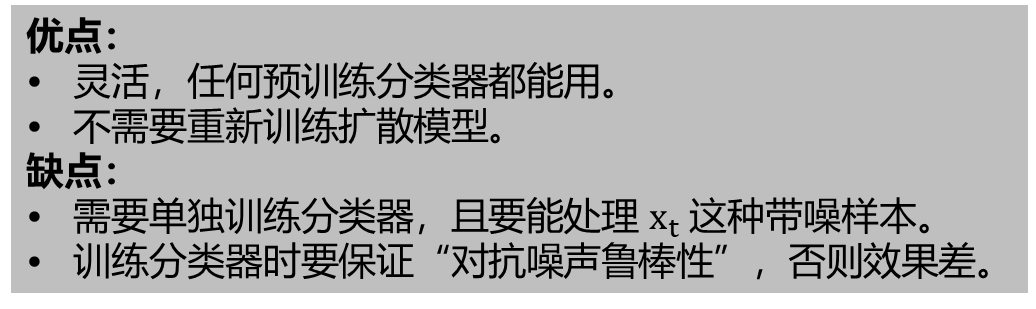 优点：
• 灵活，任何预训练分类器都能用。
• 不需要重新训练扩散模型。
缺点：
• 需要单独训练分类器，且要能处理 xₜ 这种带噪样本。
• 训练分类器时要保证“对抗噪声鲁棒性”，否则效果差。